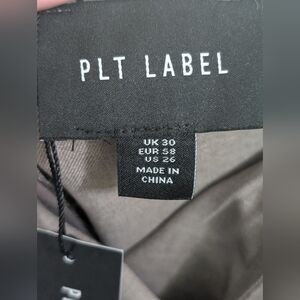 PLT LABEL
UK 30
EUR 58
US 26
MADE IN
CHINA